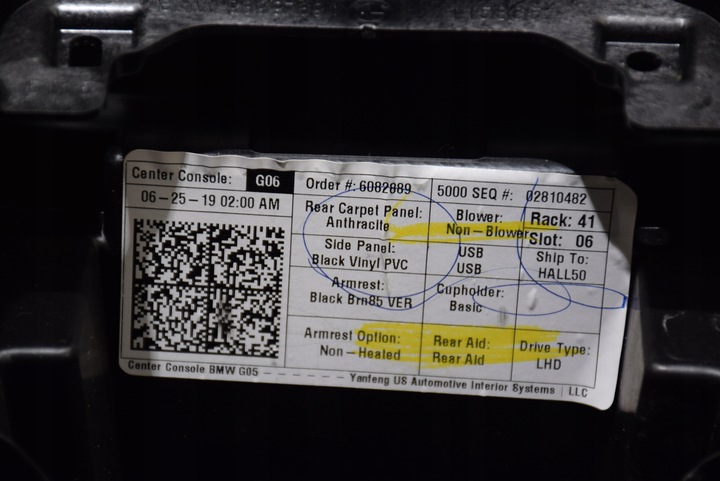 Center Console: G06
06-25-19 02:00 AM
Order #: 6082889
5000 SEQ #: 02810482
Rear Carpet Panel:
Anthracite
Side Panel:
Black Vinyl PVC
Armrest:
Black Brn85 VER
Armrest Option:
Non-Heated
Blower:
Non-Blower
USB
USB
Cupholder:
Basic
Rear Aid:
Rear Aid
Rack: 41
Slot: 06
Ship To:
HALL50
Drive Type:
LHD
Center Console BMW G05 - - - - - - Yanfeng US Automotive Interior Systems | LLC